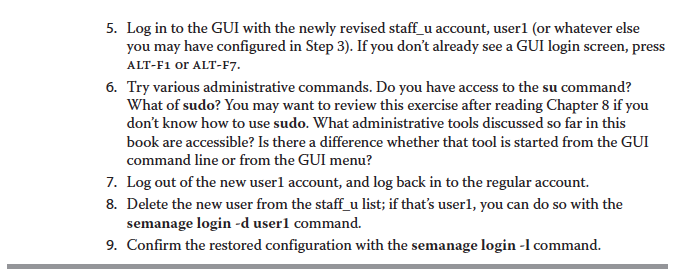 5. Log in to the GUI with the newly revised staff_u account, user1 (or whatever else
you may have configured in Step 3). If you don’t already see a GUI login screen, press
ALT-F1 or ALT-F7.
6. Try various administrative commands. Do you have access to the su command?
What of sudo? You may want to review this exercise after reading Chapter 8 if you
don’t know how to use sudo. What administrative tools discussed so far in this
book are accessible? Is there a difference whether that tool is started from the GUI
command line or from the GUI menu?
7. Log out of the new user1 account, and log back in to the regular account.
8. Delete the new user from the staff_u list; if that’s user1, you can do so with the
semanage login -d user1 command.
9. Confirm the restored configuration with the semanage login -l command.